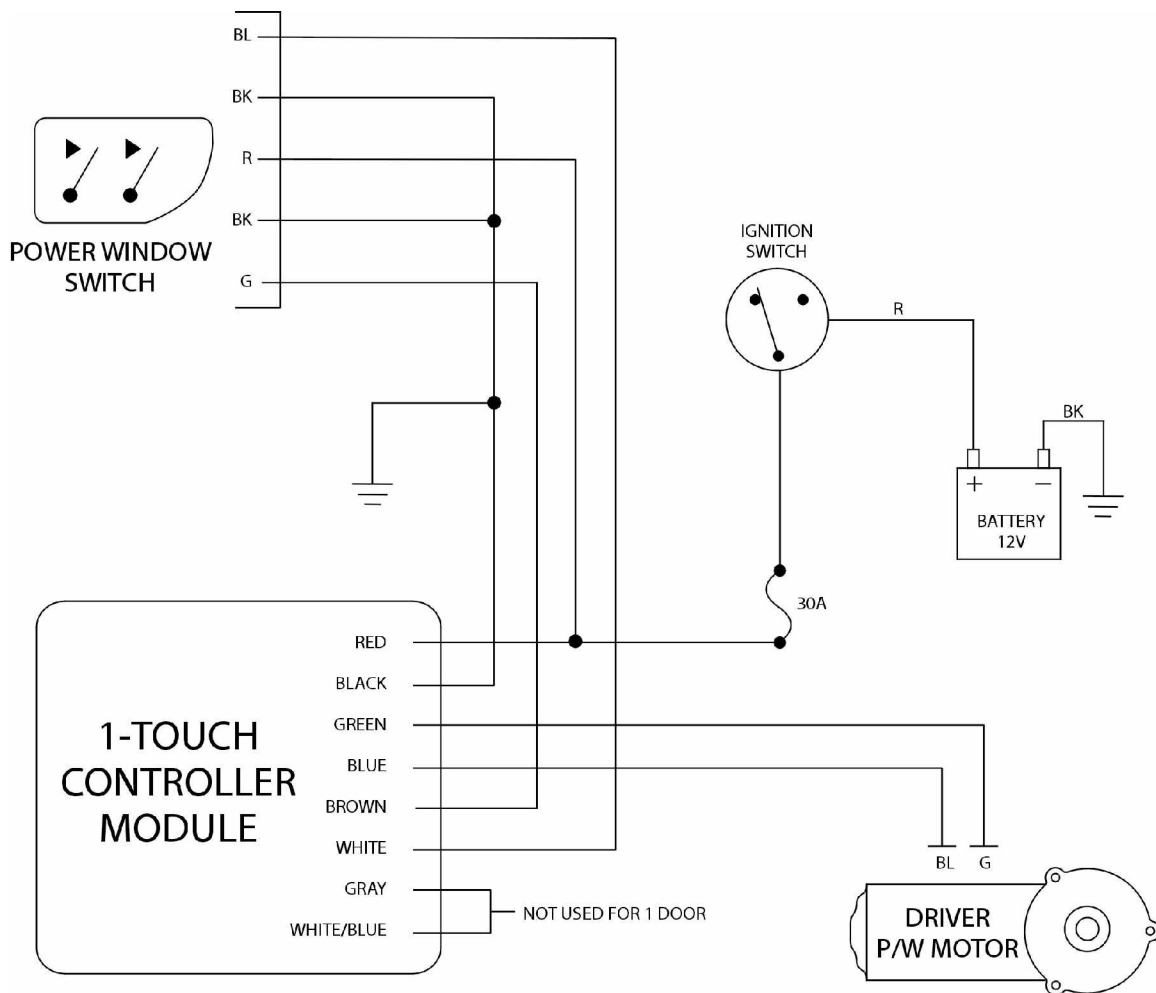 BL
BK
R
BK
G
POWER WINDOW
SWITCH
IGNITION
SWITCH
R
BK
+ −
BATTERY
12V
30A
1-TOUCH
CONTROLLER
MODULE
RED
BLACK
GREEN
BLUE
BROWN
WHITE
GRAY
WHITE/BLUE
NOT USED FOR 1 DOOR
BL G
DRIVER
P/W MOTOR